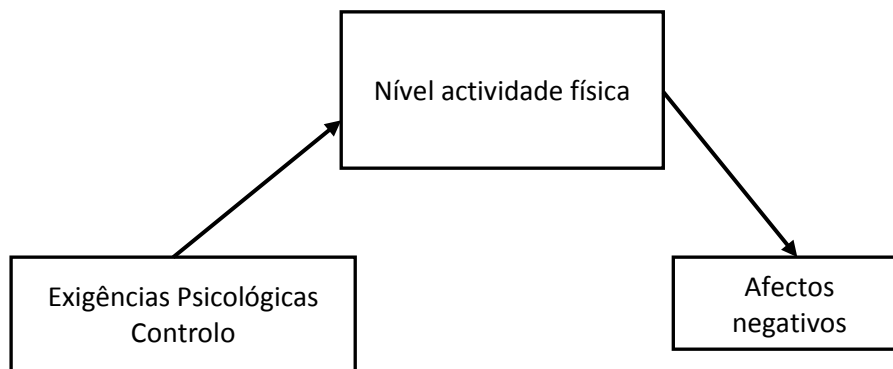 Nível actividade física
Exigências Psicológicas
Controlo
Afectos
negativos